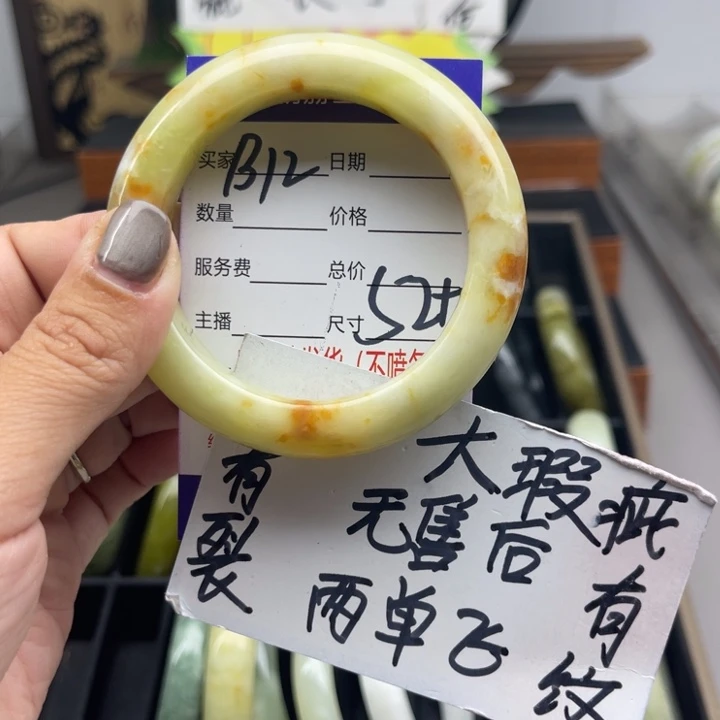 买家 B12 日期
数量 价格
服务费 总价
主播 尺寸 52+
大瑕疵
有裂
无售后
有纹
两单飞